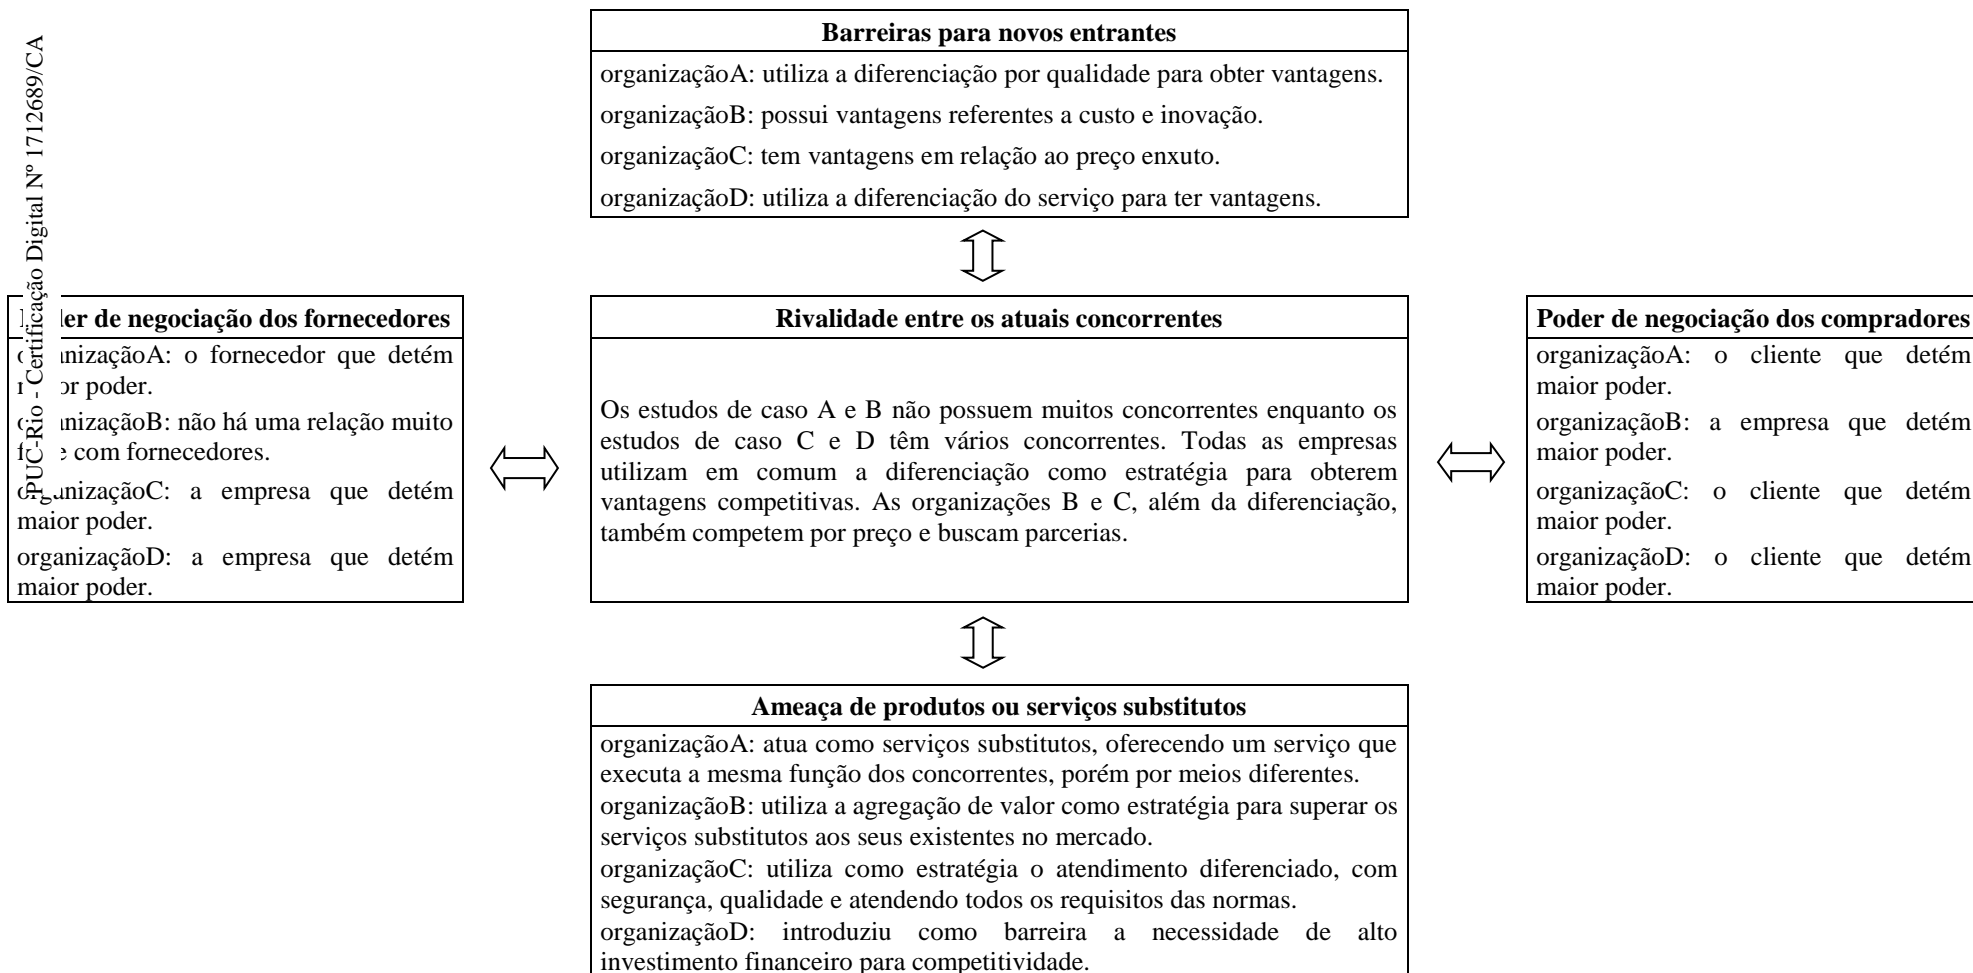 Barreiras para novos entrantes
organizaçãoA: utiliza a diferenciação por qualidade para obter vantagens.
organizaçãoB: possui vantagens referentes a custo e inovação.
organizaçãoC: tem vantagens em relação ao preço enxuto.
organizaçãoD: utiliza a diferenciação do serviço para ter vantagens.
PUC-Rio - Certificação Digital Nº 1712689/CA
de negociação dos fornecedores
o fornecedor que detém
poder.
não há uma relação muito
com fornecedores.
organizaçãoC: a empresa que detém
maior poder.
organizaçãoD: a empresa que detém
maior poder.
Rivalidade entre os atuais concorrentes
Os estudos de caso A e B não possuem muitos concorrentes enquanto os
estudos de caso C e D têm vários concorrentes. Todas as empresas
utilizam em comum a diferenciação como estratégia para obterem
vantagens competitivas. As organizações B e C, além da diferenciação,
também competem por preço e buscam parcerias.
Poder de negociação dos compradores
organizaçãoA: o cliente que detém
maior poder.
organizaçãoB: a empresa que detém
maior poder.
organizaçãoC: o cliente que detém
maior poder.
organizaçãoD: o cliente que detém
maior poder.
Ameaça de produtos ou serviços substitutos
organizaçãoA: atua como serviços substitutos, oferecendo um serviço que
executa a mesma função dos concorrentes, porém por meios diferentes.
organizaçãoB: utiliza a agregação de valor como estratégia para superar os
serviços substitutos aos seus existentes no mercado.
organizaçãoC: utiliza como estratégia o atendimento diferenciado, com
segurança, qualidade e atendendo todos os requisitos das normas.
organizaçãoD: introduziu como barreira a necessidade de alto
investimento financeiro para competitividade.